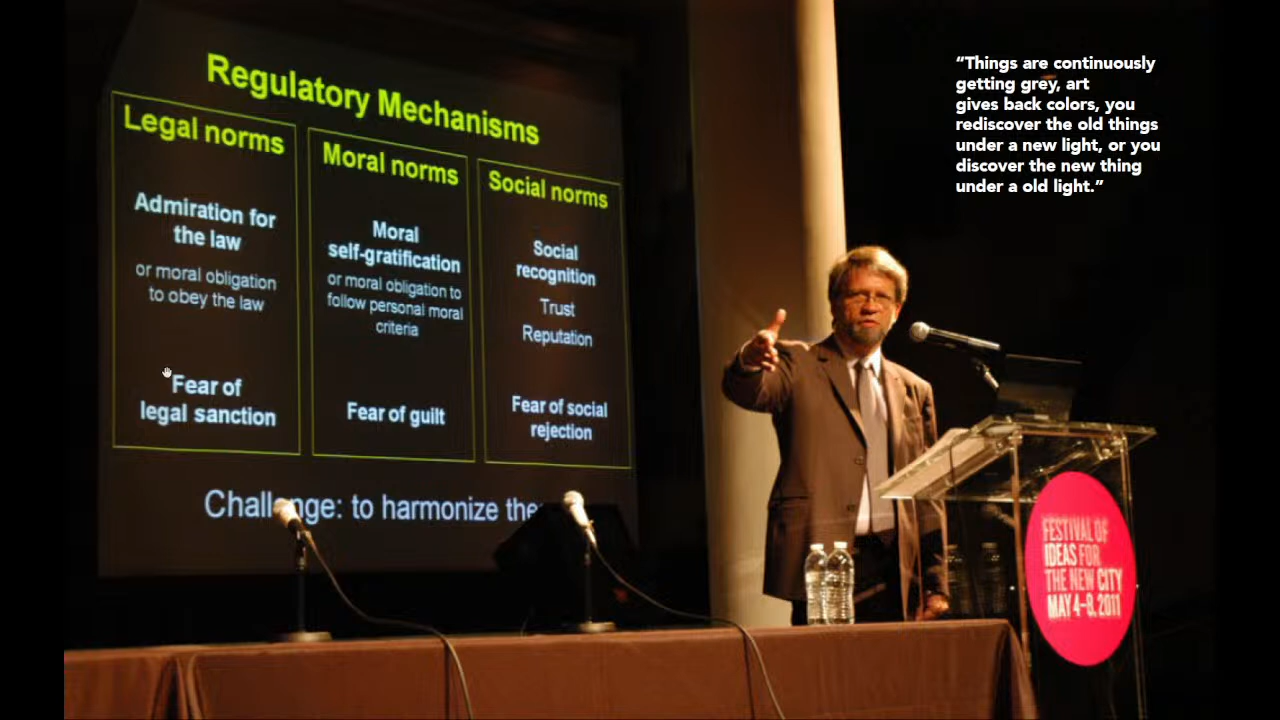 Regulatory Mechanisms
Legal norms
Admiration for
the law
or moral obligation
to obey the law
Fear of
legal sanction
Moral norms
Moral
self-gratification
or moral obligation to
follow personal moral
criteria
Fear of guilt
Social norms
Social
recognition
Trust
Reputation
Fear of social
rejection
Challenge: to harmonize
“Things are continuously
getting grey, art
gives back colors, you
rediscover the old things
under a new light, or you
discover the new thing
under a old light.”
FESTIVAL OF
IDEAS FOR
THE NEW CITY
MAY 4–8, 2011